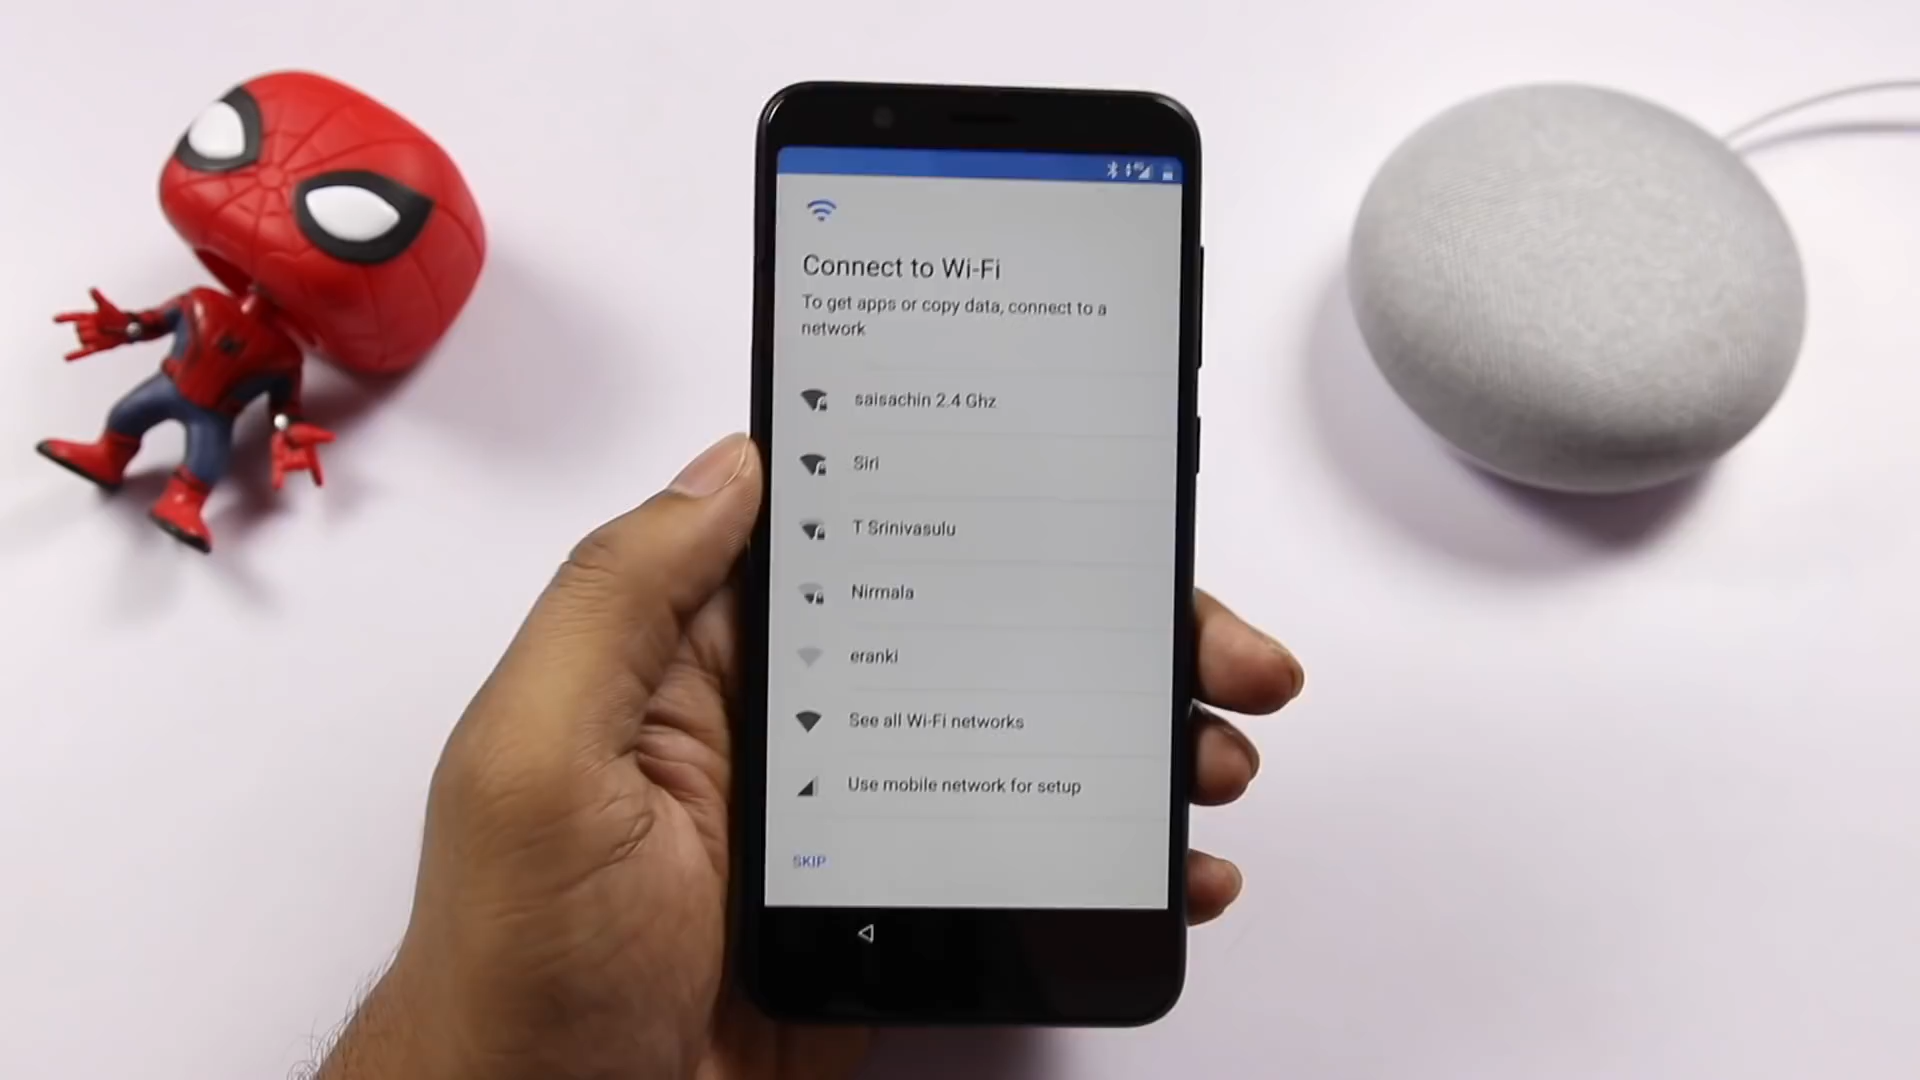 Connect to Wi-Fi
To get apps or copy data, connect to a
network
saisachin 2.4 Ghz
Siri
T Srinivasulu
Nirmala
eranki
See all Wi-Fi networks
Use mobile network for setup
SKIP